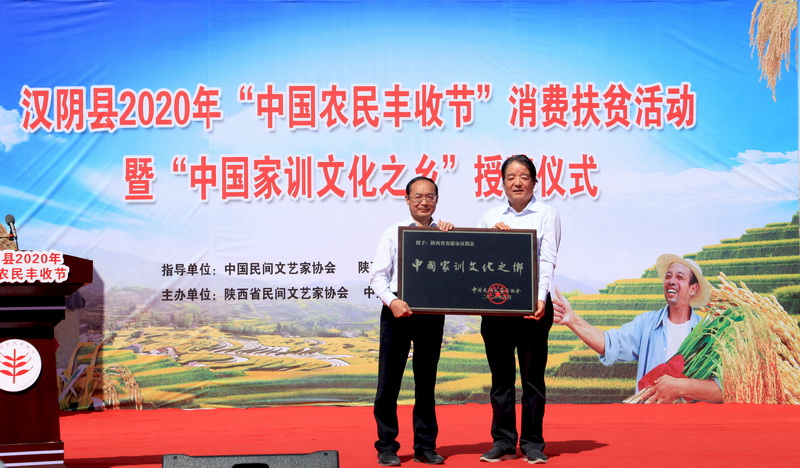 汉阴县2020年“中国农民丰收节”消费扶贫活动
暨“中国家训文化之乡”授 仪式
指导单位：中国民间文艺家协会 陕
主办单位：陕西省民间文艺家协会 中
授予：陕西省安康市汉阴县
中國家训文化之鄉
县2020年
农民丰收节